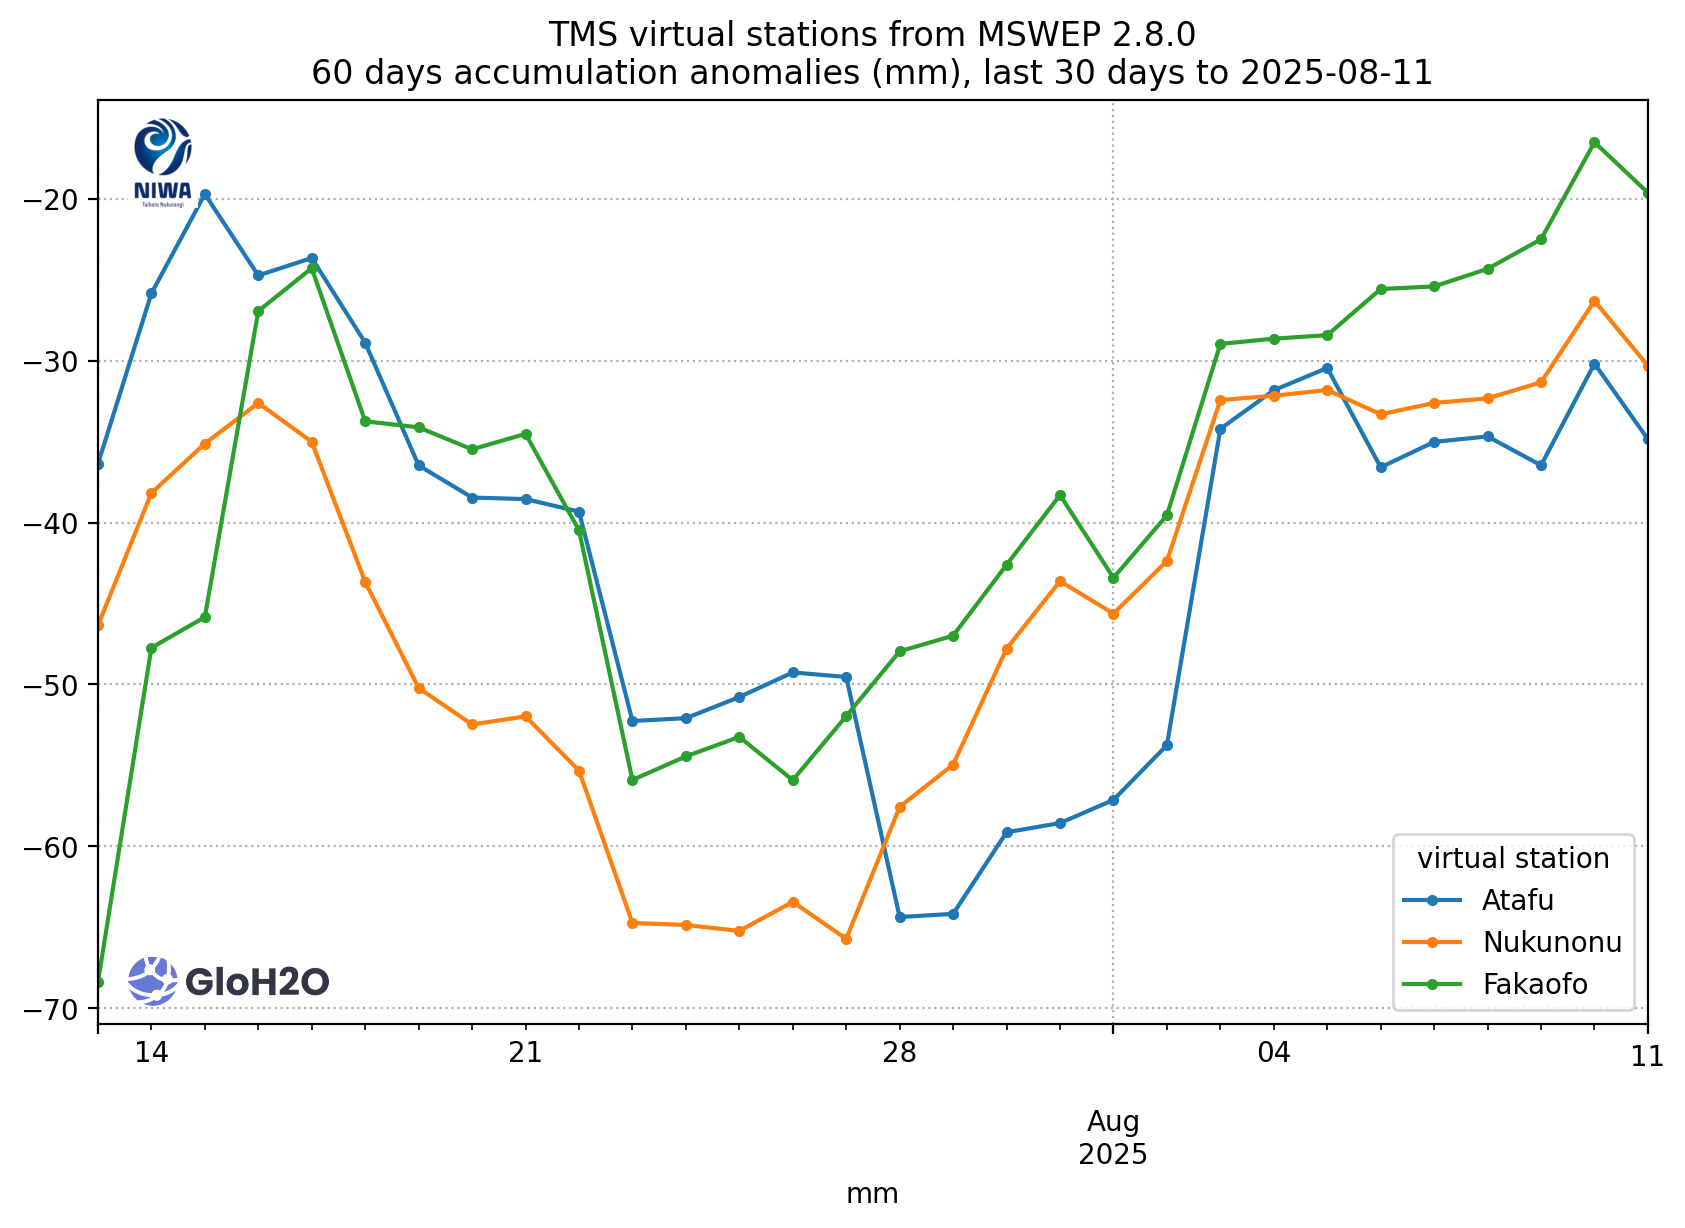 TMS virtual stations from MSWEP 2.8.0
60 days accumulation anomalies (mm), last 30 days to 2025-08-11
NIWA
Taihoro Nukurangi
−20
−30
−40
−50
−60
−70
GloH2O
virtual station
Atafu
Nukunonu
Fakaofo
14 21 28 04 11
Aug
2025
mm